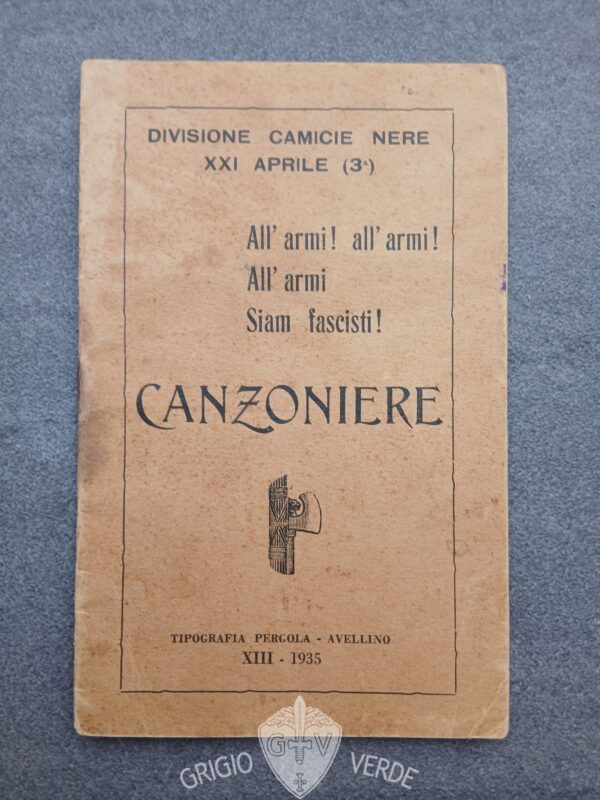 DIVISIONE CAMICIE NERE
XXI APRILE (3ª)
All' armi! all' armi!
All' armi
Siam fascisti!
CANZONIERE
TIPOGRAFIA PERGOLA - AVELLINO
XIII - 1935
G V
GRIGIO VERDE